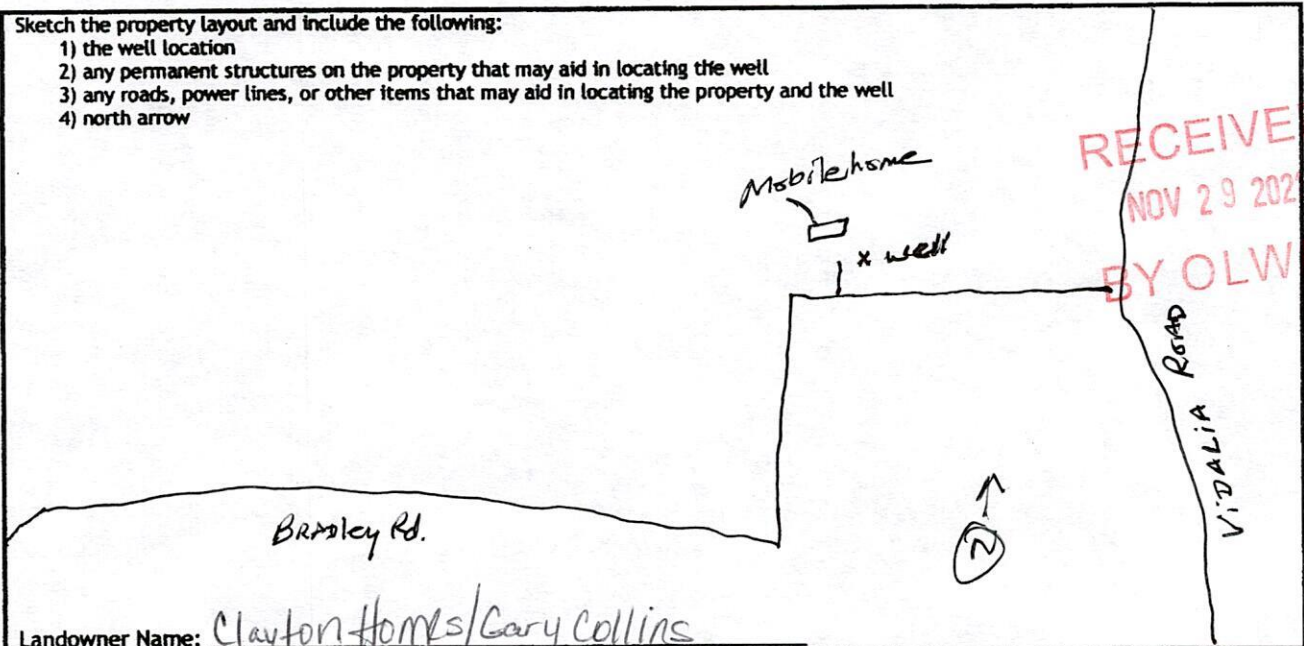 Sketch the property layout and include the following:
1) the well location
2) any permanent structures on the property that may aid in locating the well
3) any roads, power lines, or other items that may aid in locating the property and the well
4) north arrow
RECEIVE
NOV 29 202
BY OLW
Mobile home
x well
VIDALIA ROAD
BRADley Rd.
N
Landowner Name: Clayton Homes/Gary Collins